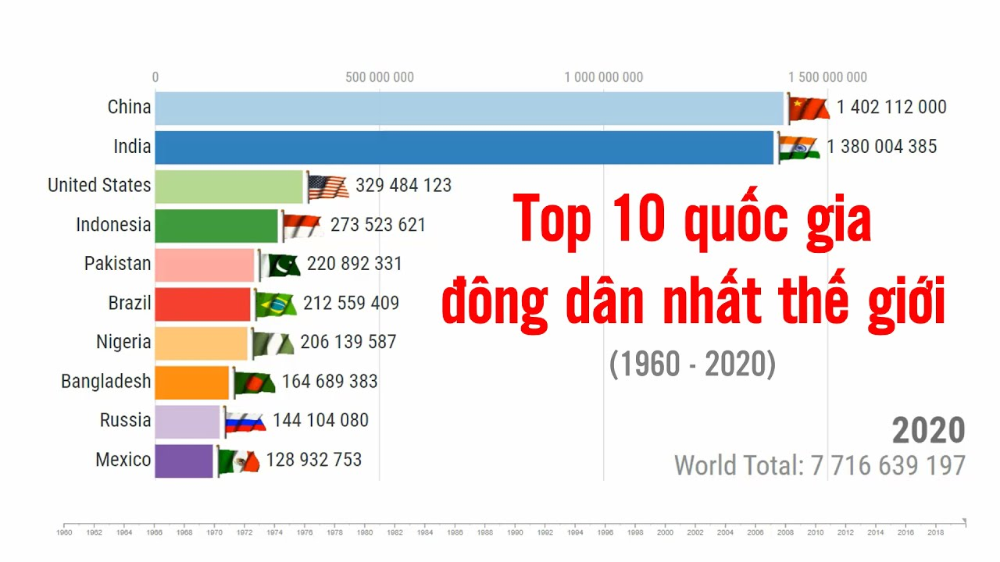 0 500 000 000 1 000 000 000 1 500 000 000
China 1 402 112 000
India 1 380 004 385
United States 329 484 123
Indonesia 273 523 621
Pakistan 220 892 331
Brazil 212 559 409
Nigeria 206 139 587
Bangladesh 164 689 383
Russia 144 104 080
Mexico 128 932 753
Top 10 quốc gia
đông dân nhất thế giới
(1960 - 2020)
2020
World Total: 7 716 639 197
1960 1962 1964 1966 1968 1970 1972 1974 1976 1978 1980 1982 1984 1986 1988 1990 1992 1994 1996 1998 2000 2002 2004 2006 2008 2010 2012 2014 2016 2018